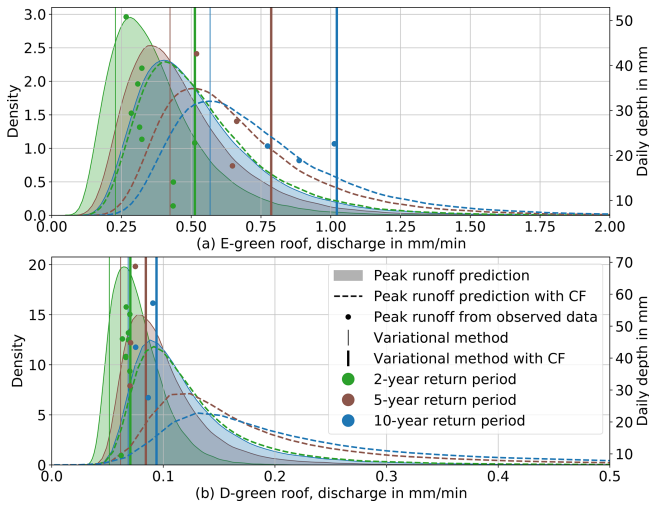 3.0
2.5
2.0
1.5
1.0
0.5
0.0
Density
50
40
30
20
10
Daily depth in mm
0.00 0.25 0.50 0.75 1.00 1.25 1.50 1.75 2.00
(a) E-green roof, discharge in mm/min
20
15
10
5
0
Density
70
60
50
40
30
20
10
Daily depth in mm
Peak runoff prediction
Peak runoff prediction with CF
Peak runoff from observed data
Variational method
Variational method with CF
2-year return period
5-year return period
10-year return period
0.0 0.1 0.2 0.3 0.4 0.5
(b) D-green roof, discharge in mm/min